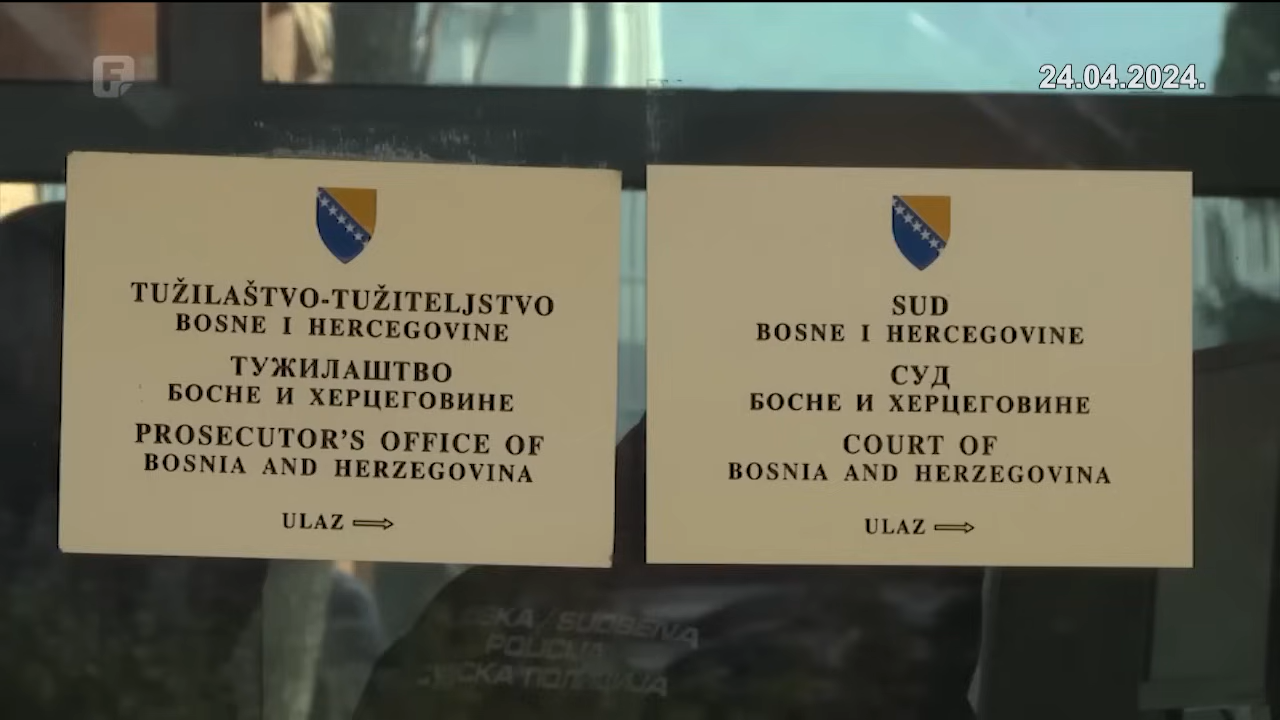 24.04.2024.
TUŽILAŠTVO-TUŽITELJSTVO
BOSNE I HERCEGOVINE
ТУЖИЛАШТВО
БОСНЕ И ХЕРЦЕГОВИНЕ
PROSECUTOR'S OFFICE OF
BOSNIA AND HERZEGOVINA
ULAZ
SUD
BOSNE I HERCEGOVINE
СУД
БОСНЕ И ХЕРЦЕГОВИНЕ
COURT OF
BOSNIA AND HERZEGOVINA
ULAZ
POLICIJA